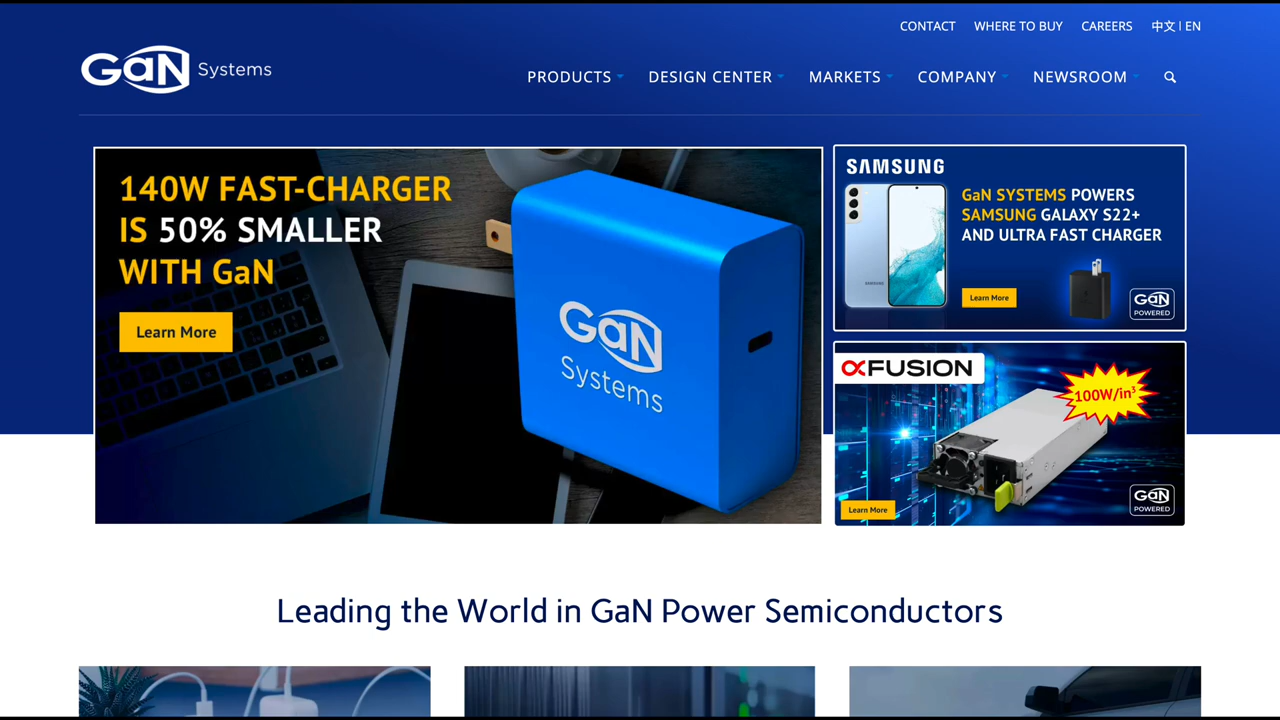 CONTACT WHERE TO BUY CAREERS 中文 | EN
GaN Systems
PRODUCTS DESIGN CENTER MARKETS COMPANY NEWSROOM
140W FAST-CHARGER
IS 50% SMALLER
WITH GaN
Learn More
GaN
Systems
SAMSUNG
GaN SYSTEMS POWERS
SAMSUNG GALAXY S22+
AND ULTRA FAST CHARGER
Learn More
SAMSUNG
GaN
POWERED
XFUSION
100W/in³
Learn More
GaN
POWERED
Leading the World in GaN Power Semiconductors